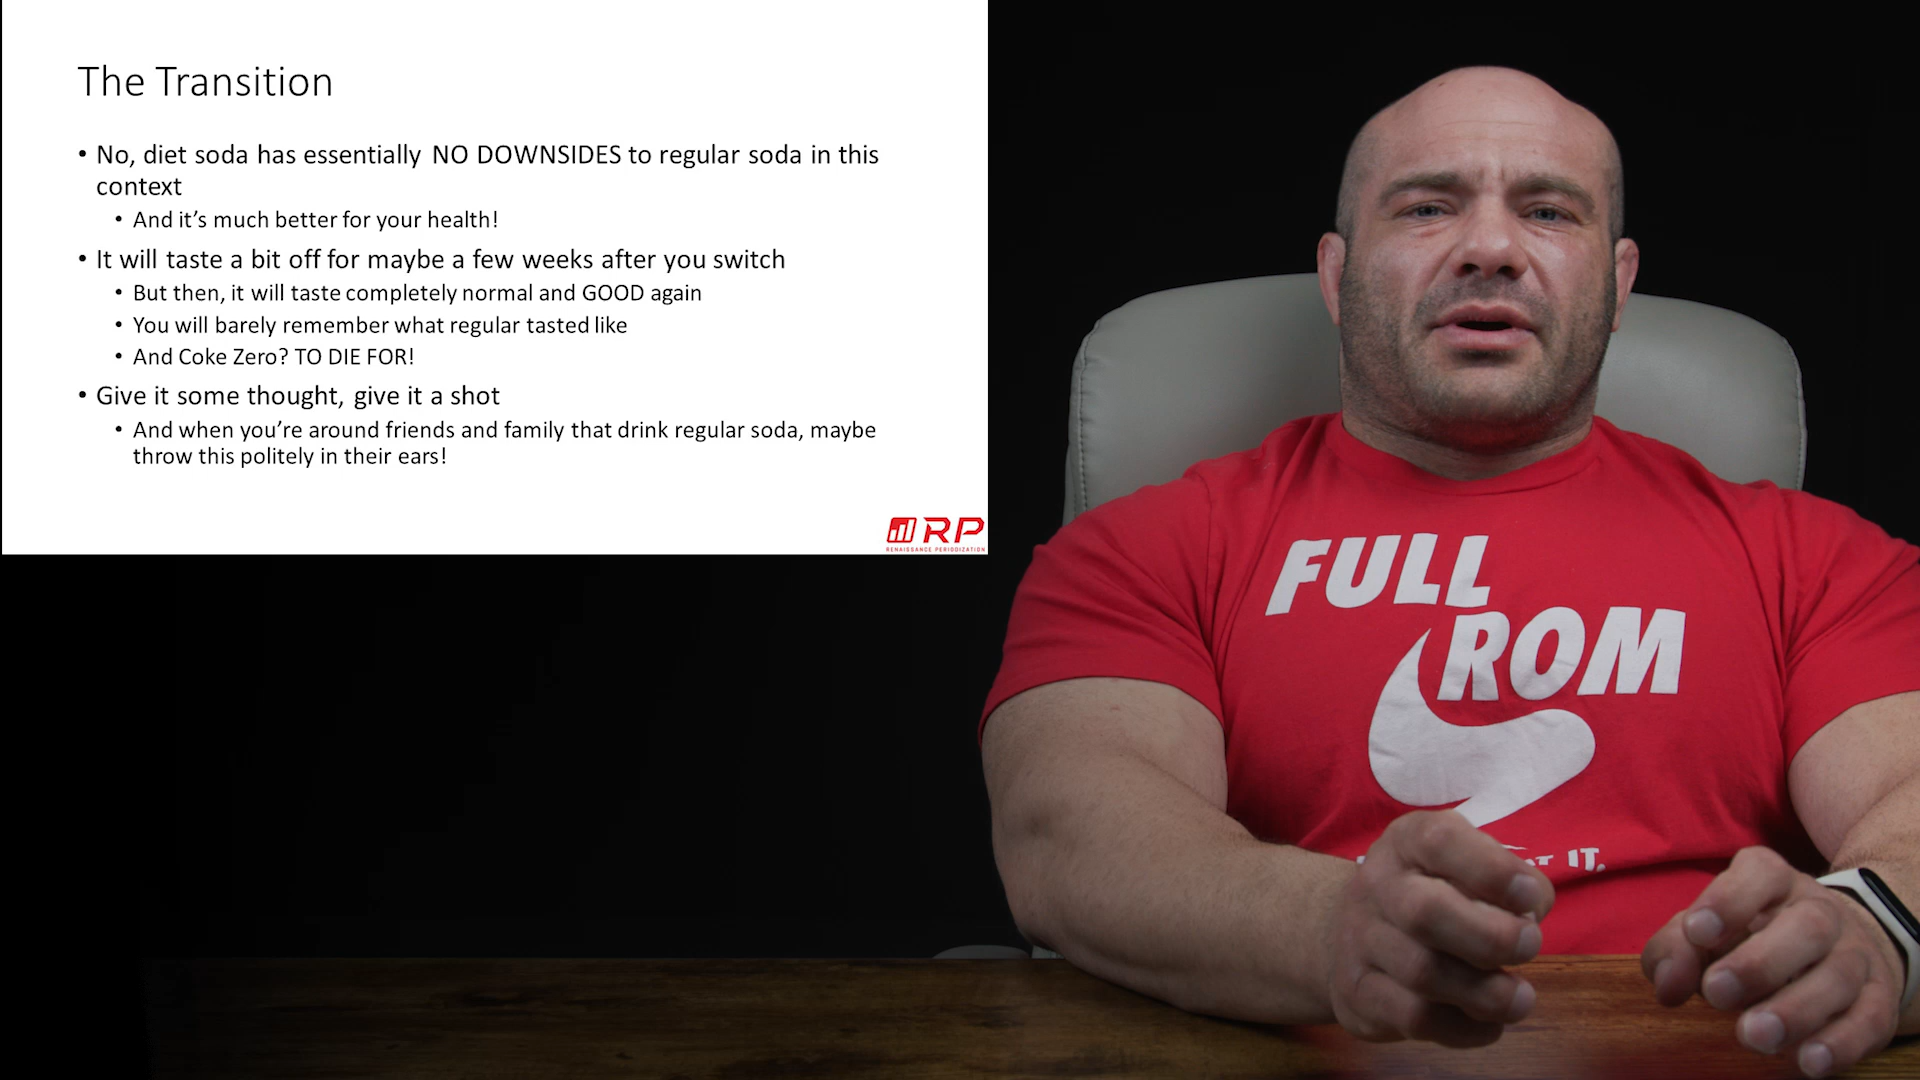 The Transition
• No, diet soda has essentially NO DOWNSIDES to regular soda in this
context
• And it's much better for your health!
• It will taste a bit off for maybe a few weeks after you switch
• But then, it will taste completely normal and GOOD again
• You will barely remember what regular tasted like
• And Coke Zero? TO DIE FOR!
• Give it some thought, give it a shot
• And when you're around friends and family that drink regular soda, maybe
throw this politely in their ears!
RP
RENAISSANCE PERIODIZATION
FULL
ROM
IT.